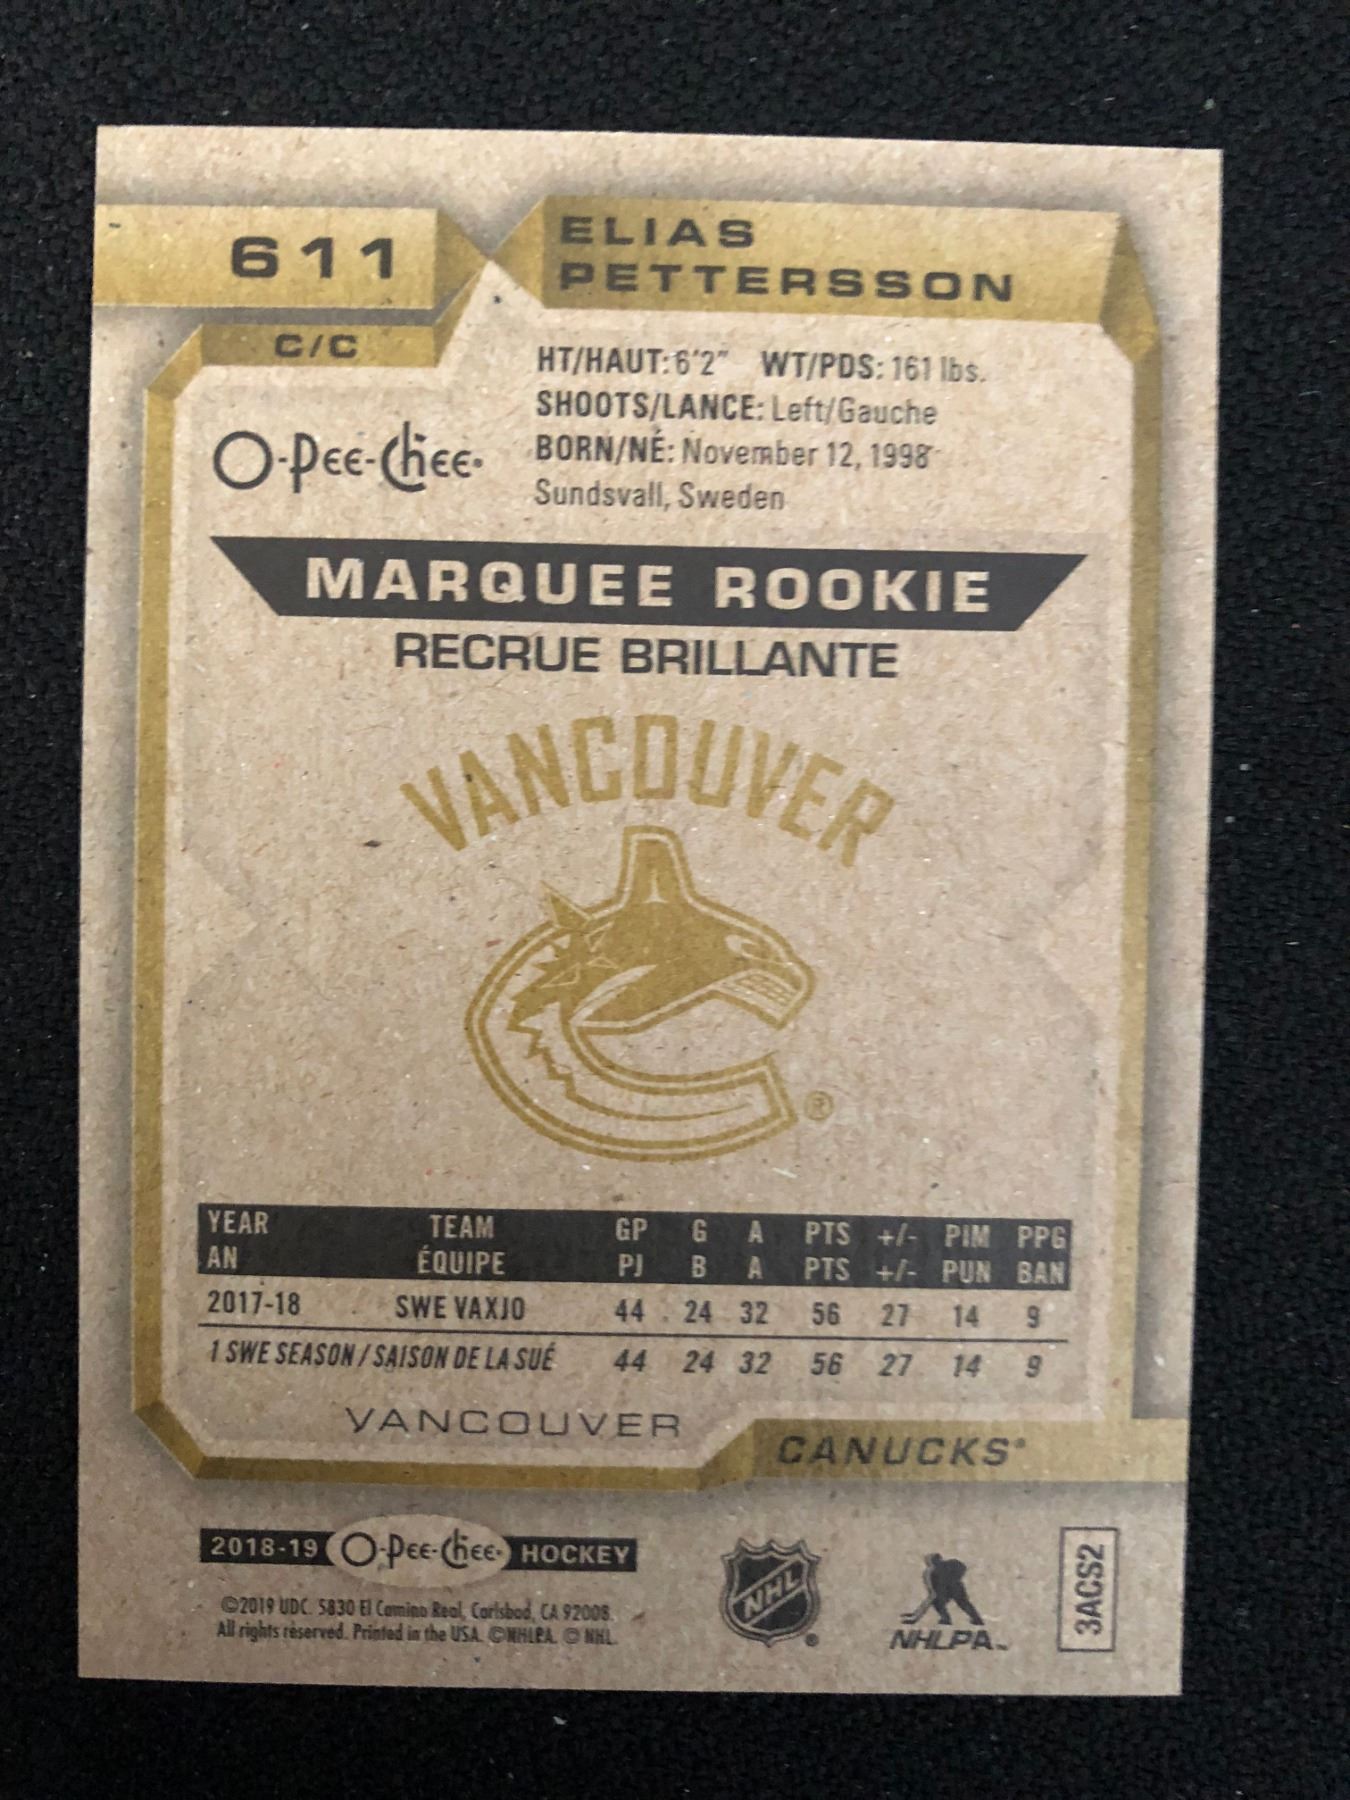 611
ELIAS
PETTERSSON
C/C
HT/HAUT: 6'2" WT/PDS: 161 lbs.
SHOOTS/LANCE: Left/Gauche
BORN/NÉ: November 12, 1998
Sundsvall, Sweden
O-Pee-Chee
MARQUEE ROOKIE
RECRUE BRILLANTE
VANCOUVER
®
YEAR TEAM GP G A PTS +/- PIM PPG
AN ÉQUIPE PJ B A PTS +/- PUN BAN
2017-18 SWE VAXJO 44 24 32 56 27 14 9
1 SWE SEASON / SAISON DE LA SUÉ 44 24 32 56 27 14 9
VANCOUVER
CANUCKS
2018-19 O-Pee-Chee HOCKEY
©2019 UDC. 5830 El Camino Real, Carlsbad, CA 92008.
All rights reserved. Printed in the USA. ©NHLPA. © NHL.
NHL ®
NHLPA™
3ACS2